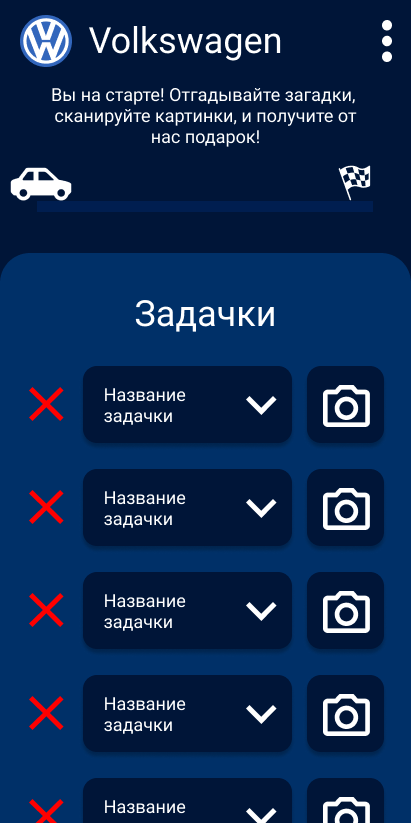 Volkswagen
Вы на старте! Отгадывайте загадки,
сканируйте картинки, и получите от
нас подарок!
Задачки
Название
задачки
Название
задачки
Название
задачки
Название
задачки
Название